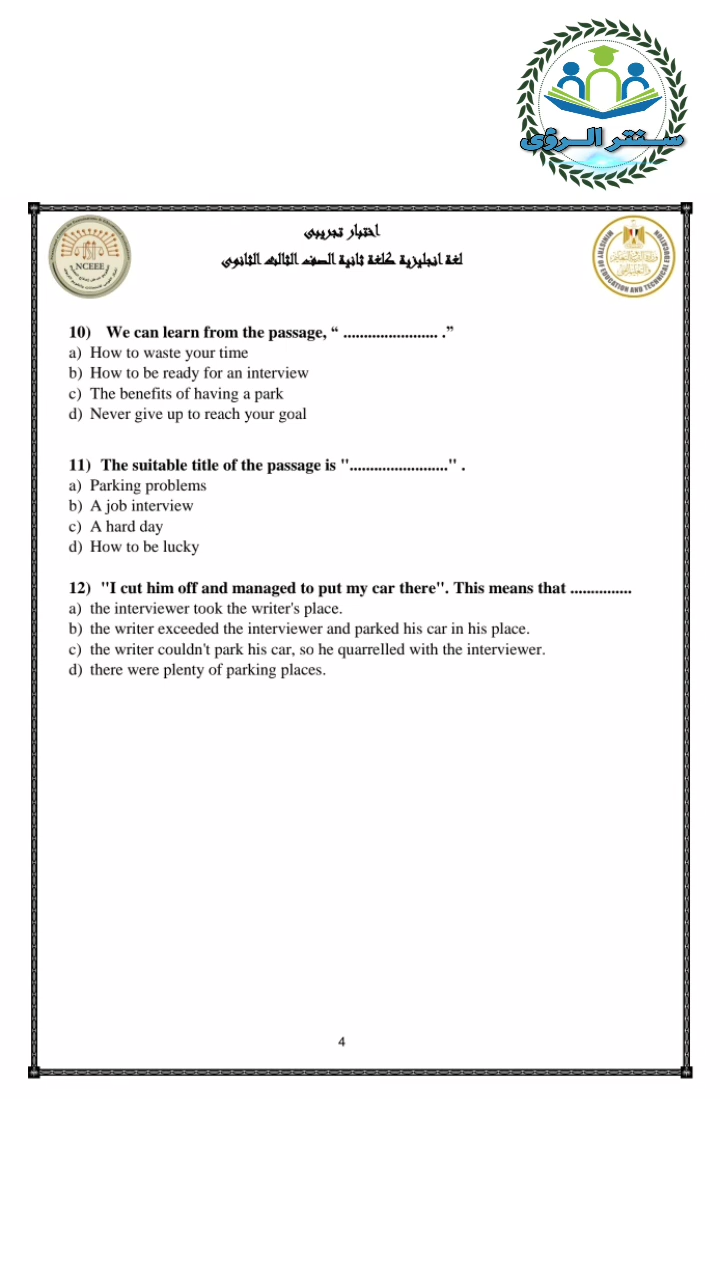 سنتر الرؤى
اختبار تجريبى
لغة انجليزية كلغة ثانية الصف الثالث الثانوى
NCEEE
MINISTRY OF EDUCATION AND TECHNICAL EDUCATION
10) We can learn from the passage, “ ....................... .”
a) How to waste your time
b) How to be ready for an interview
c) The benefits of having a park
d) Never give up to reach your goal
11) The suitable title of the passage is "........................" .
a) Parking problems
b) A job interview
c) A hard day
d) How to be lucky
12) "I cut him off and managed to put my car there". This means that ...............
a) the interviewer took the writer's place.
b) the writer exceeded the interviewer and parked his car in his place.
c) the writer couldn't park his car, so he quarrelled with the interviewer.
d) there were plenty of parking places.
4